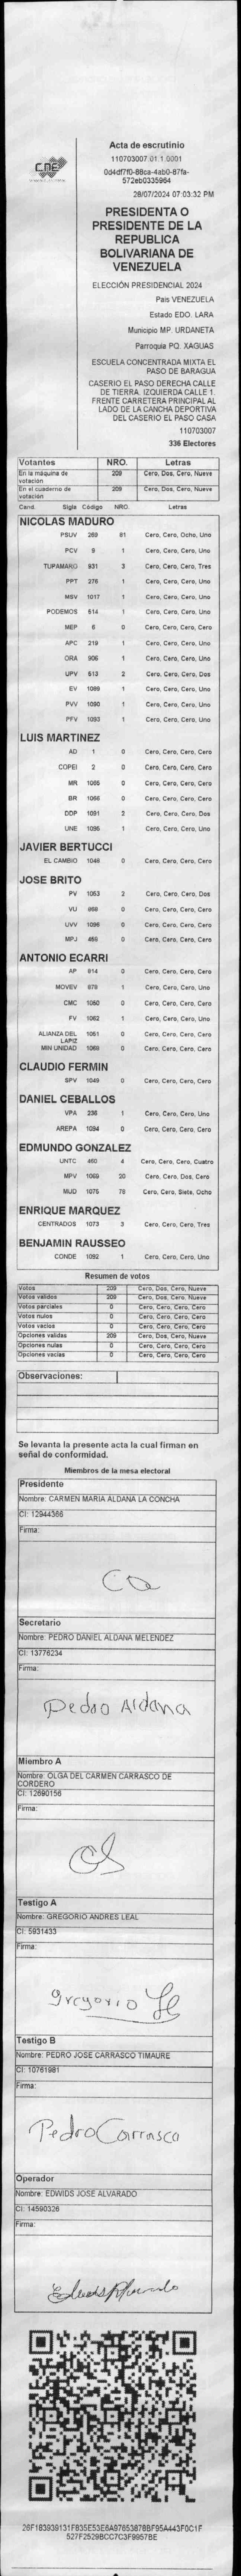 CNE
Acta de escrutinio
110703007.01.1.0001
0d4df7f0-88ca-4ab0-87fa-
572eb0335964
28/07/2024 07:03:32 PM
PRESIDENTA O
PRESIDENTE DE LA
REPUBLICA
BOLIVARIANA DE
VENEZUELA
ELECCIÓN PRESIDENCIAL 2024
Pais VENEZUELA
Estado EDO. LARA
Municipio MP. URDANETA
Parroquia PQ. XAGUAS
ESCUELA CONCENTRADA MIXTA EL
PASO DE BARAGUA
CASERIO EL PASO DERECHA CALLE
DE TIERRA. IZQUIERDA CALLE 1.
FRENTE CARRETERA PRINCIPAL AL
LADO DE LA CANCHA DEPORTIVA
DEL CASERIO EL PASO CASA
110703007
336 Electores
Votantes NRO. Letras
En la máquina de votación 209 Cero, Dos, Cero, Nueve
En el cuaderno de votación 209 Cero, Dos, Cero, Nueve
Cand. Sigla Código NRO. Letras
NICOLAS MADURO
PSUV 269 81 Cero, Cero, Ocho, Uno
PCV 9 1 Cero, Cero, Cero, Uno
TUPAMARO 931 3 Cero, Cero, Cero, Tres
PPT 276 1 Cero, Cero, Cero, Uno
MSV 1017 1 Cero, Cero, Cero, Uno
PODEMOS 514 1 Cero, Cero, Cero, Uno
MEP 6 0 Cero, Cero, Cero, Cero
APC 219 1 Cero, Cero, Cero, Uno
ORA 906 1 Cero, Cero, Cero, Uno
UPV 513 2 Cero, Cero, Cero, Dos
EV 1089 1 Cero, Cero, Cero, Uno
PVV 1090 1 Cero, Cero, Cero, Uno
PFV 1093 1 Cero, Cero, Cero, Uno
LUIS MARTINEZ
AD 1 0 Cero, Cero, Cero, Cero
COPEI 2 0 Cero, Cero, Cero, Cero
MR 1065 0 Cero, Cero, Cero, Cero
BR 1066 0 Cero, Cero, Cero, Cero
DDP 1091 2 Cero, Cero, Cero, Dos
UNE 1095 1 Cero, Cero, Cero, Uno
JAVIER BERTUCCI
EL CAMBIO 1048 0 Cero, Cero, Cero, Cero
JOSE BRITO
PV 1053 2 Cero, Cero, Cero, Dos
VU 868 0 Cero, Cero, Cero, Cero
UVV 1096 0 Cero, Cero, Cero, Cero
MPJ 459 0 Cero, Cero, Cero, Cero
ANTONIO ECARRI
AP 914 0 Cero, Cero, Cero, Cero
MOVEV 879 1 Cero, Cero, Cero, Uno
CMC 1050 0 Cero, Cero, Cero, Cero
FV 1062 1 Cero, Cero, Cero, Uno
ALIANZA DEL LAPIZ 1051 0 Cero, Cero, Cero, Cero
MIN UNIDAD 1068 0 Cero, Cero, Cero, Cero
CLAUDIO FERMIN
SPV 1049 0 Cero, Cero, Cero, Cero
DANIEL CEBALLOS
VPA 236 1 Cero, Cero, Cero, Uno
AREPA 1094 0 Cero, Cero, Cero, Cero
EDMUNDO GONZALEZ
UNTC 460 4 Cero, Cero, Cero, Cuatro
MPV 1069 20 Cero, Cero, Dos, Cero
MUD 1075 78 Cero, Cero, Siete, Ocho
ENRIQUE MARQUEZ
CENTRADOS 1073 3 Cero, Cero, Cero, Tres
BENJAMIN RAUSSEO
CONDE 1092 1 Cero, Cero, Cero, Uno
Resumen de votos
Votos 209 Cero, Dos, Cero, Nueve
Votos válidos 209 Cero, Dos, Cero, Nueve
Votos parciales 0 Cero, Cero, Cero, Cero
Votos nulos 0 Cero, Cero, Cero, Cero
Votos vacíos 0 Cero, Cero, Cero, Cero
Opciones validas 209 Cero, Dos, Cero, Nueve
Opciones nulas 0 Cero, Cero, Cero, Cero
Opciones vacías 0 Cero, Cero, Cero, Cero
Observaciones:
Se levanta la presente acta la cual firman en
señal de conformidad.
Miembros de la mesa electoral
Presidente
Nombre: CARMEN MARIA ALDANA LA CONCHA
CI: 12944366
Firma:
Secretario
Nombre: PEDRO DANIEL ALDANA MELENDEZ
CI: 13776234
Firma:
Pedro Aldana
Miembro A
Nombre: OLGA DEL CARMEN CARRASCO DE
CORDERO
CI: 12690156
Firma:
Testigo A
Nombre: GREGORIO ANDRES LEAL
CI: 5931433
Firma:
gregorio
Testigo B
Nombre: PEDRO JOSE CARRASCO TIMAURE
CI: 10761981
Firma:
Pedro Carrasco
Operador
Nombre: EDWIDS JOSE ALVARADO
CI: 14590326
Firma:
26F183939131F835E53E6A97653876BF95A443F0C1F
527F2529BCC7C3F9957BE